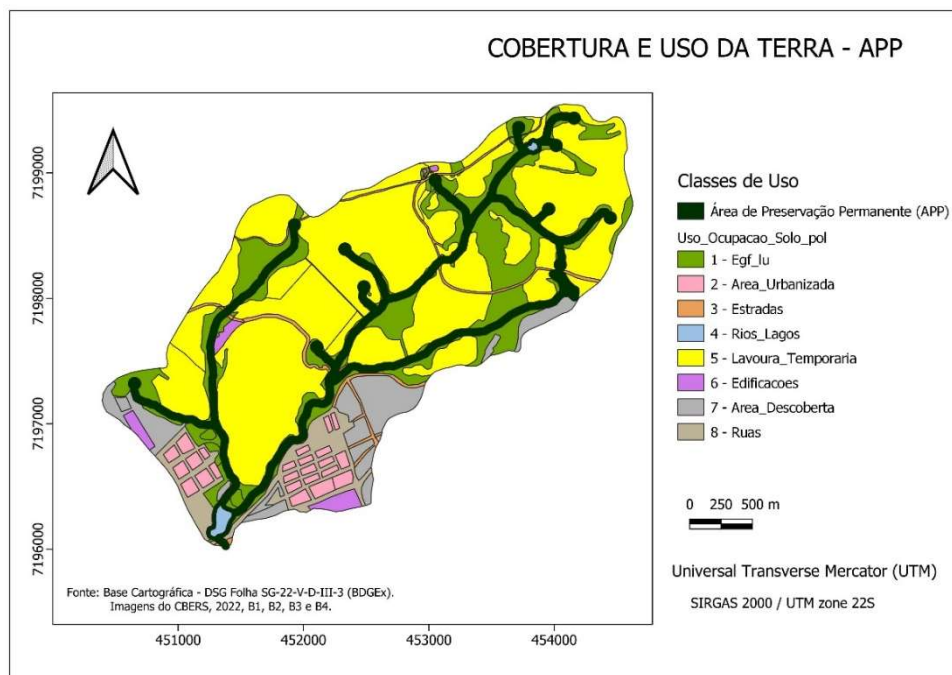 COBERTURA E USO DA TERRA - APP
7199000
7198000
7197000
7196000
451000
452000
453000
454000
Fonte: Base Cartográfica - DSG Folha SG-22-V-D-III-3 (BDGEx).
Imagens do CBERS, 2022, B1, B2, B3 e B4.
Classes de Uso
Área de Preservação Permanente (APP)
Uso_Ocupacao_Solo_pol
1 - Egf_lu
2 - Area_Urbanizada
3 - Estradas
4 - Rios_Lagos
5 - Lavoura_Temporaria
6 - Edificacoes
7 - Area_Descoberta
8 - Ruas
0 250 500 m
Universal Transverse Mercator (UTM)
SIRGAS 2000 / UTM zone 22S